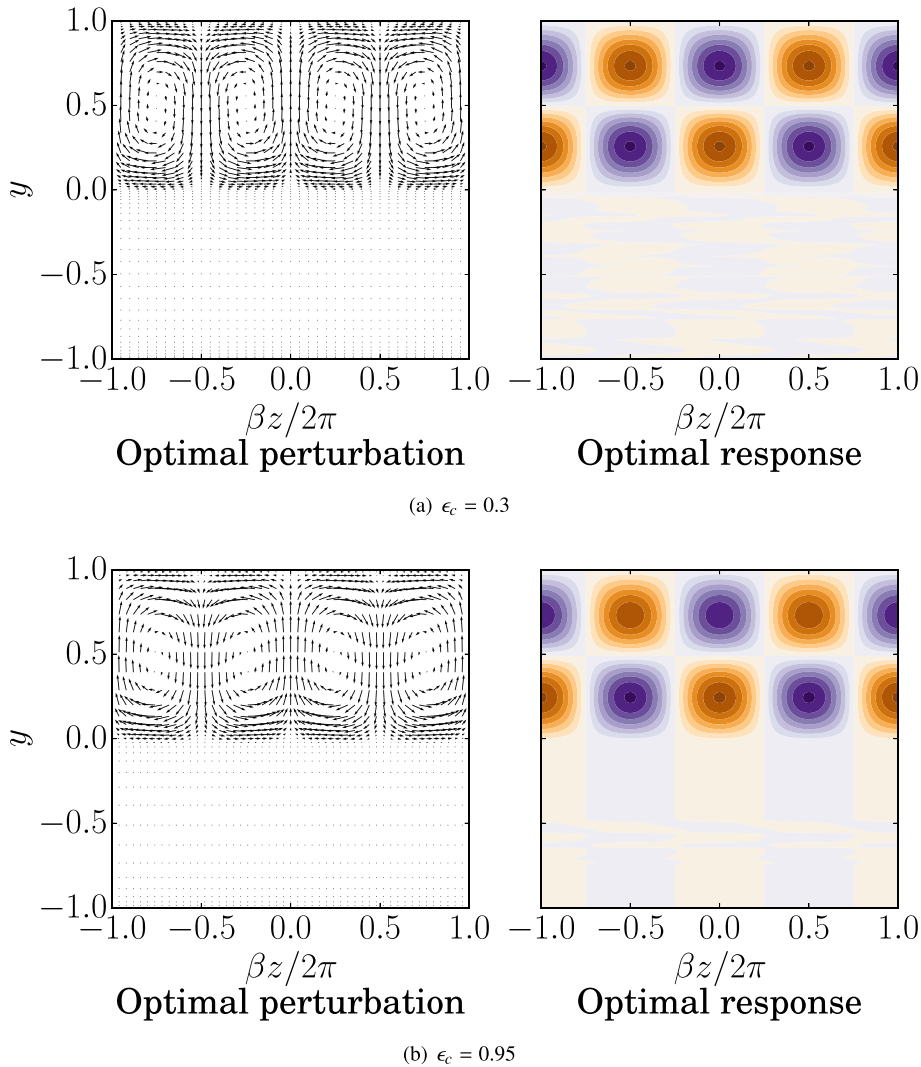 1.0
0.5
0.0
−0.5
−1.0
y
−1.0 −0.5 0.0 0.5 1.0 −1.0 −0.5 0.0 0.5 1.0
βz/2π βz/2π
Optimal perturbation Optimal response
(a) ϵc = 0.3
1.0
0.5
0.0
−0.5
−1.0
y
−1.0 −0.5 0.0 0.5 1.0 −1.0 −0.5 0.0 0.5 1.0
βz/2π βz/2π
Optimal perturbation Optimal response
(b) ϵc = 0.95